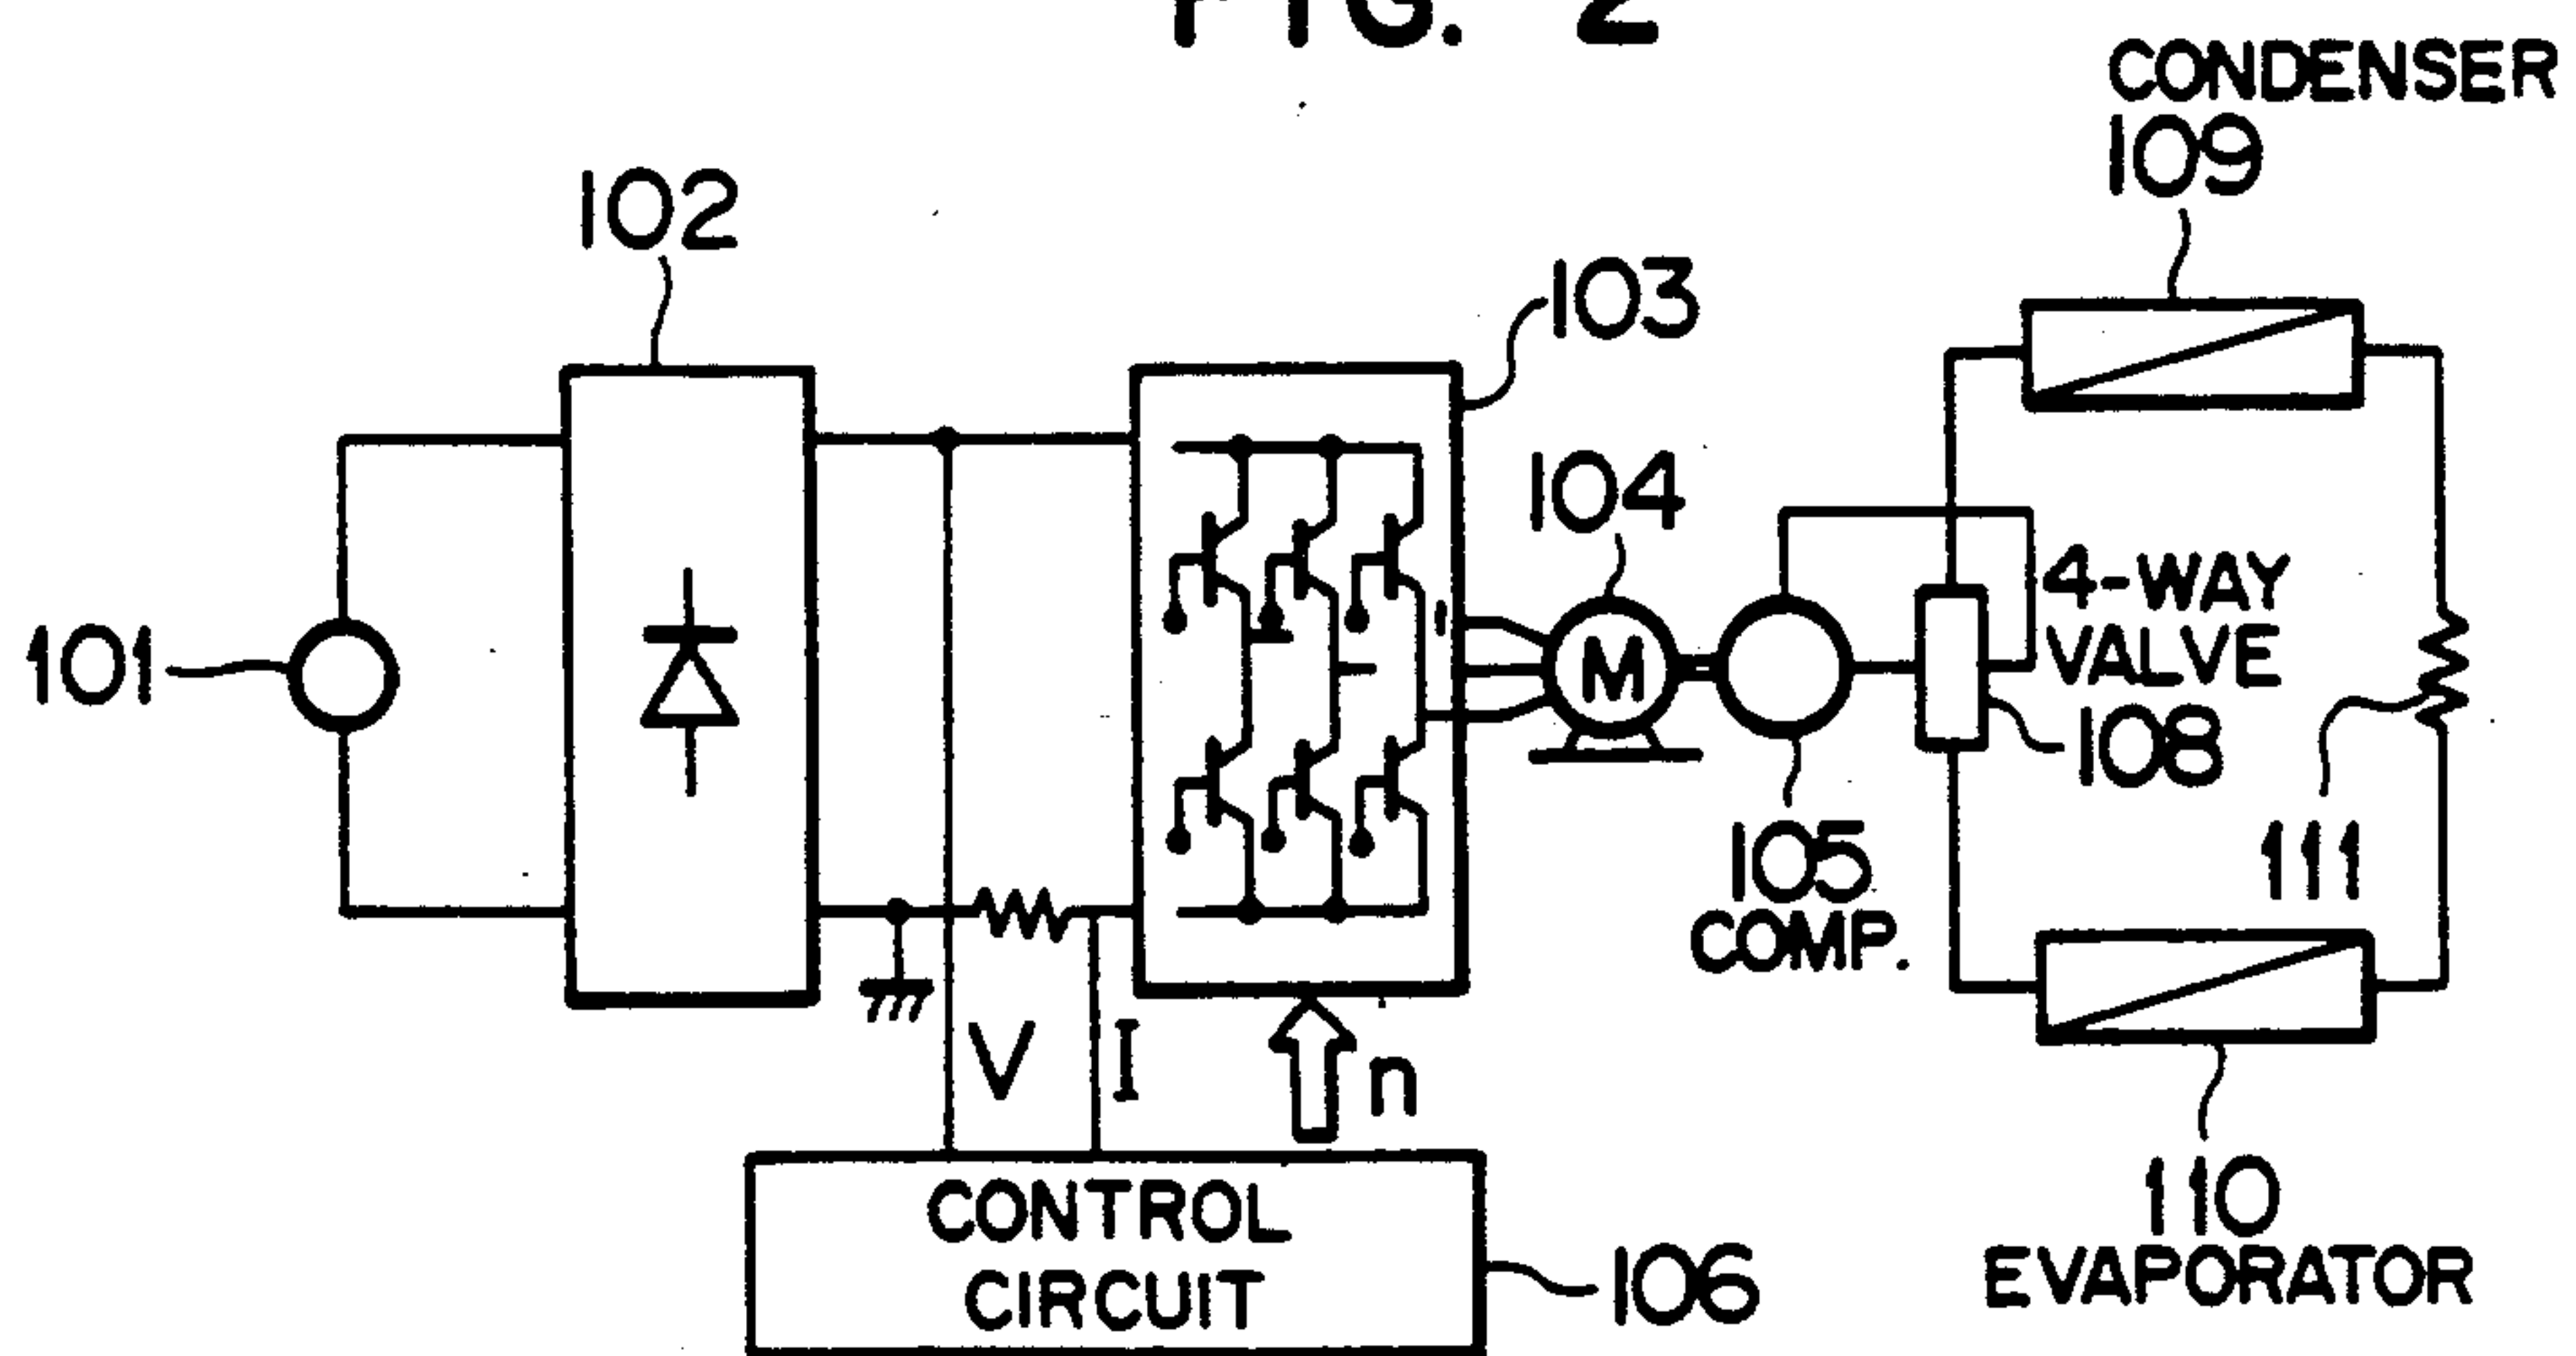 FIG. 2
CONDENSER
109
102
103
104
101
M
4-WAY
VALVE
108
105
COMP.
111
V
I
n
110
EVAPORATOR
CONTROL
CIRCUIT
106